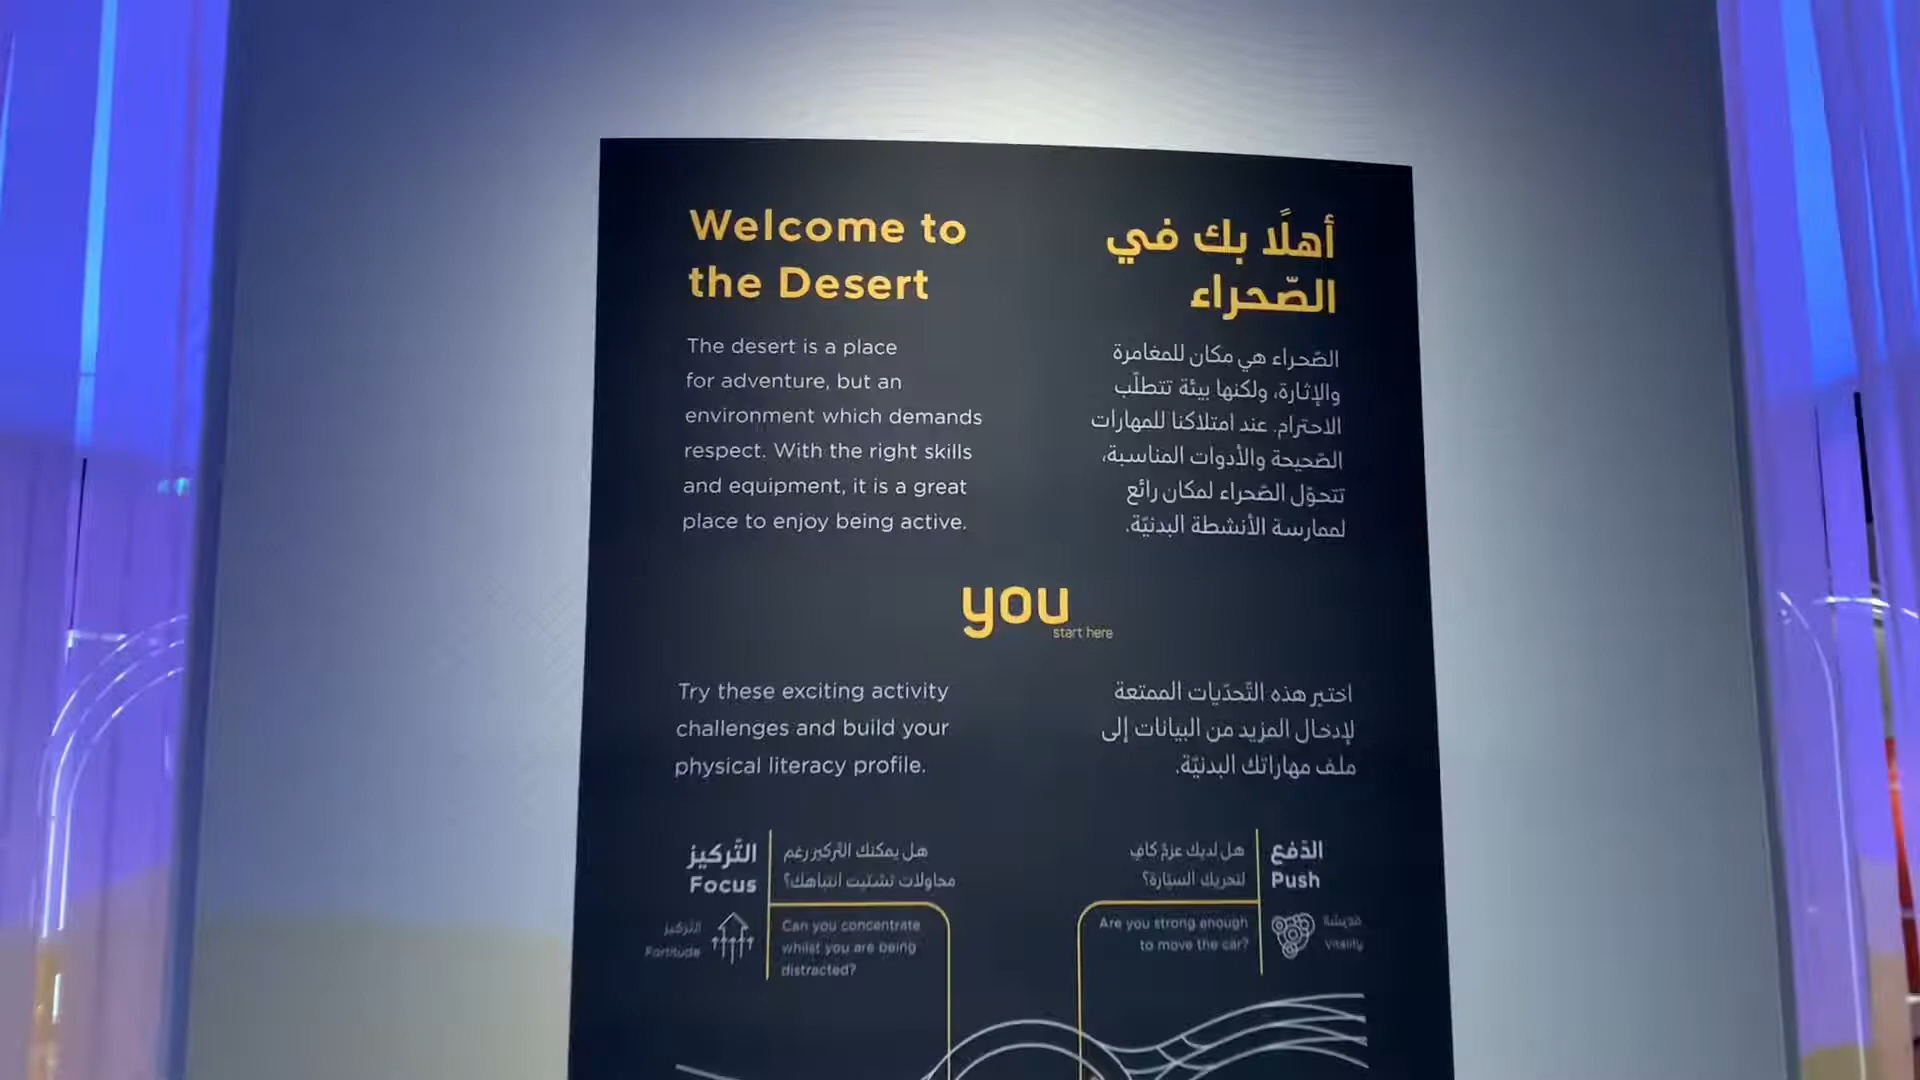 Welcome to
the Desert
The desert is a place
for adventure, but an
environment which demands
respect. With the right skills
and equipment, it is a great
place to enjoy being active.
أهلًا بك في
الصّحراء
الصّحراء هي مكان للمغامرة
والإثارة، ولكنها بيئة تتطلّب
الاحترام. عند امتلاكنا للمهارات
الصّحيحة والأدوات المناسبة،
تتحوّل الصّحراء لمكان رائع
لممارسة الأنشطة البدنيّة.
you
start here
Try these exciting activity
challenges and build your
physical literacy profile.
اختبر هذه التّحدّيات الممتعة
لإدخال المزيد من البيانات إلى
ملف مهاراتك البدنيّة.
التّركيز
Focus
التركيز
Fortitude
هل يمكنك التّركيز رغم
محاولات تشتيت انتباهك؟
Can you concentrate
whilst you are being
distracted?
هل لديك عزمٌ كافٍ
لتحريك السيّارة؟
Are you strong enough
to move the car?
الدّفع
Push
Vitality